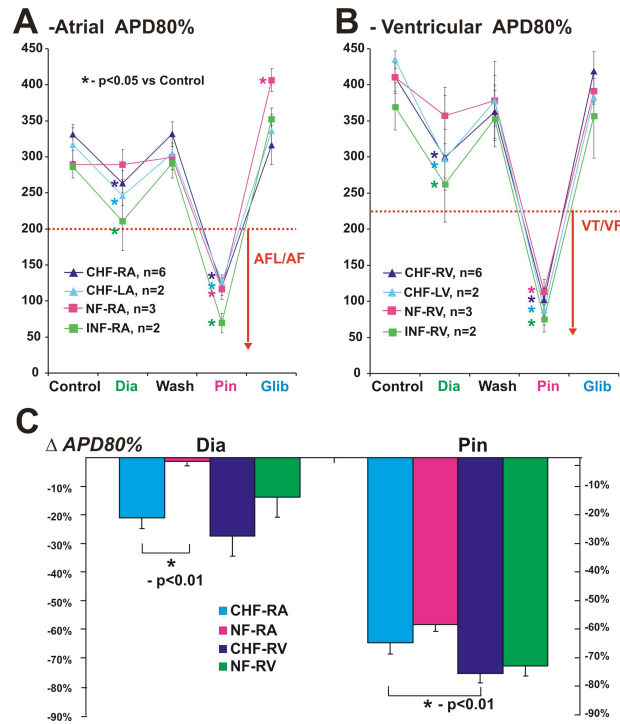 A -Atrial APD80%
450
400
350
300
250
200
150
100
50
0
* - p<0.05 vs Control
*
*
*
*
*
*
*
*
AFL/AF
CHF-RA, n=6
CHF-LA, n=2
NF-RA, n=3
INF-RA, n=2
Control Dia Wash Pin Glib
B - Ventricular APD80%
450
400
350
300
250
200
150
100
50
0
*
*
*
*
*
*
*
VT/VF
CHF-RV, n=6
CHF-LV, n=2
NF-RV, n=3
INF-RV, n=2
Control Dia Wash Pin Glib
C
Δ APD80% Dia Pin
-10% -10%
-20% -20%
-30% -30%
-40% -40%
-50% -50%
-60% -60%
-70% -70%
-80% -80%
-90% -90%
*
- p<0.01
CHF-RA
NF-RA
CHF-RV
NF-RV
* - p<0.01